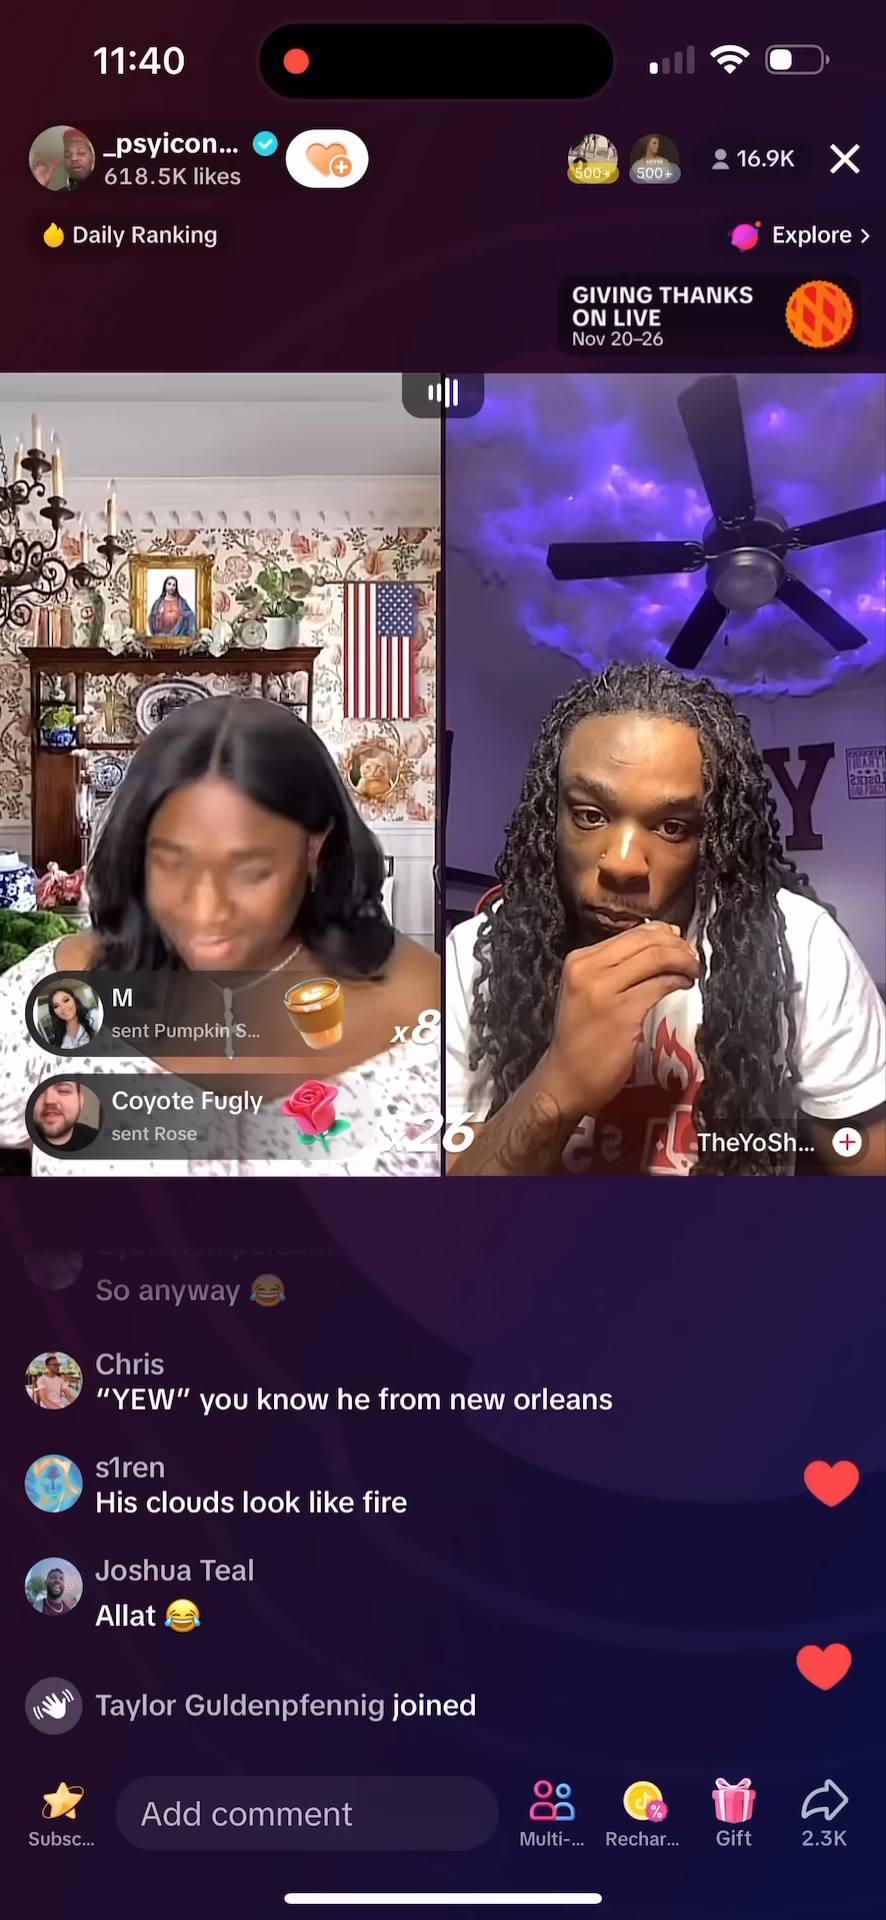 11:40
_psyicon...
618.5K likes
500+
500+
16.9K
Daily Ranking
Explore >
GIVING THANKS
ON LIVE
Nov 20–26
Y
M
sent Pumpkin S...
x8
Coyote Fugly
sent Rose
x26
TheYoSh...
So anyway 😂
Chris
“YEW” you know he from new orleans
s1ren
His clouds look like fire
Joshua Teal
Allat 😂
Taylor Guldenpfennig joined
Subsc...
Add comment
Multi-...
Rechar...
Gift
2.3K